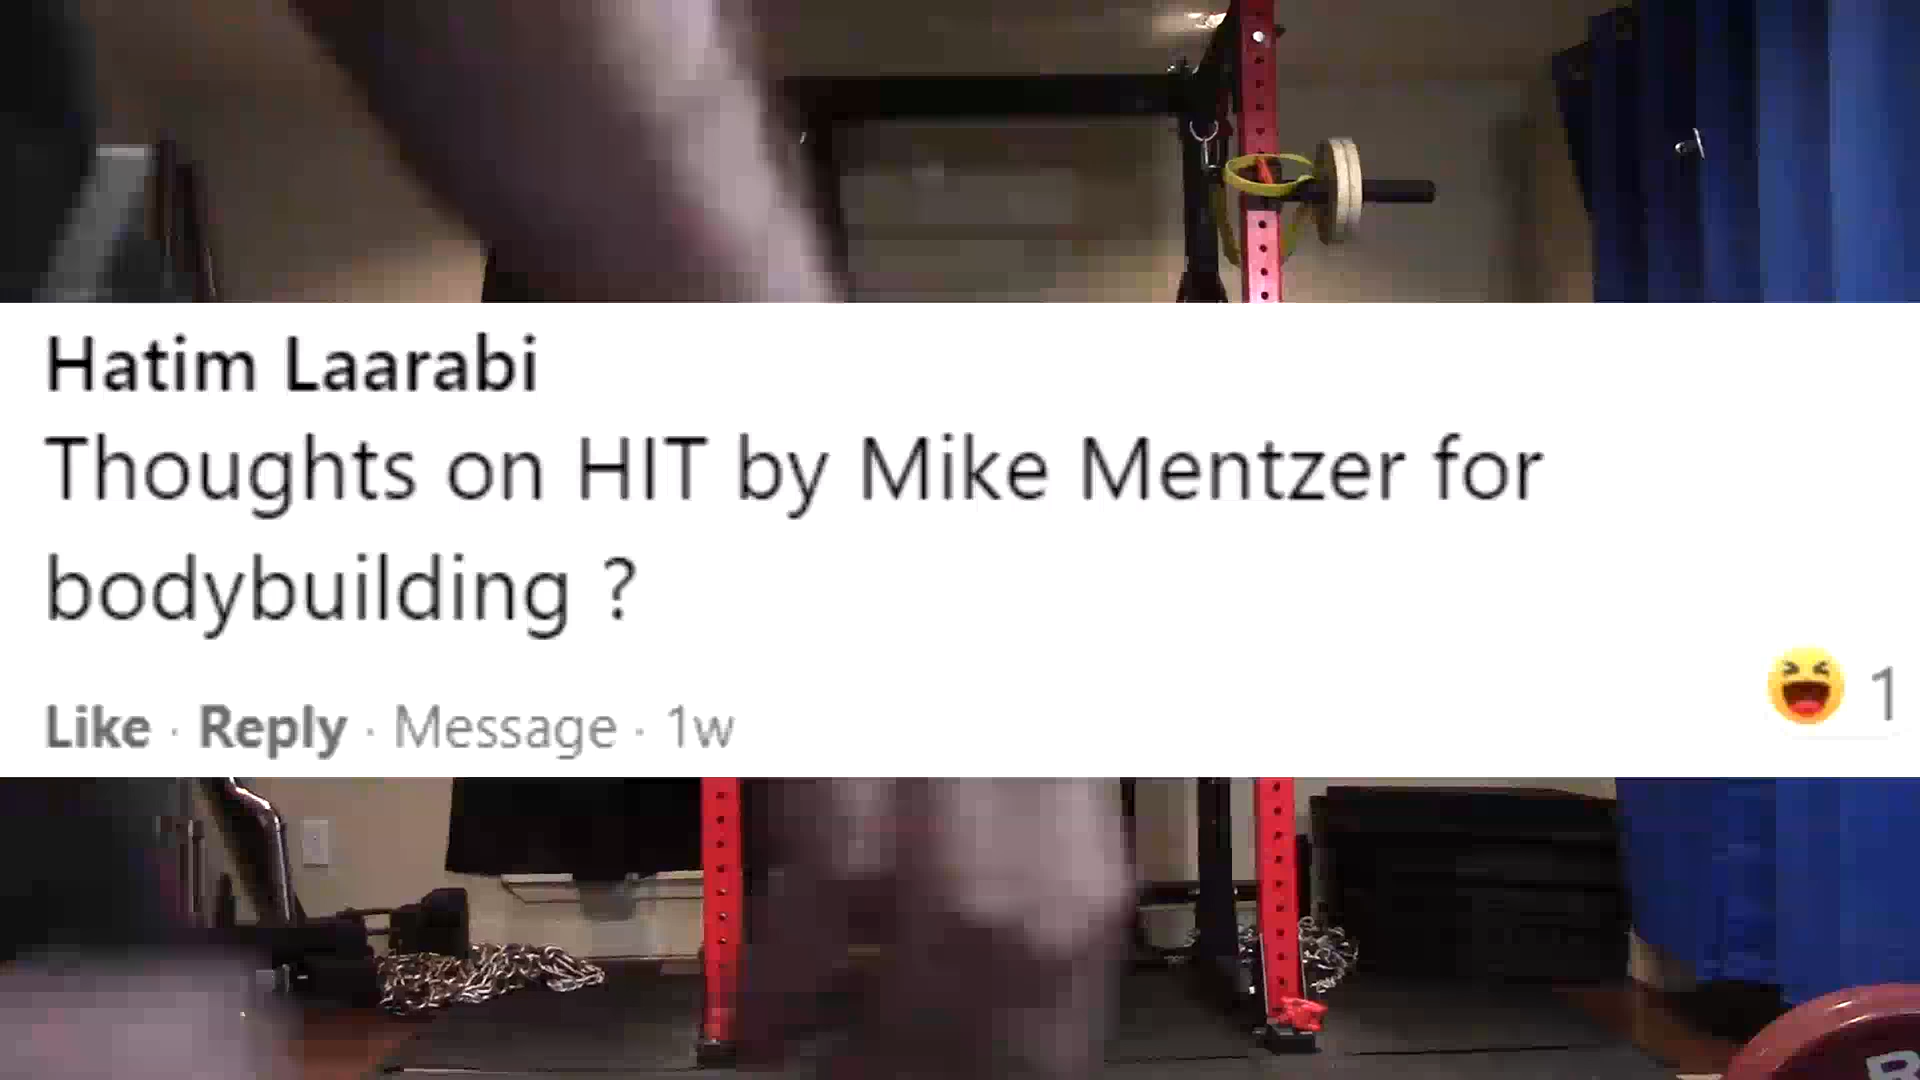 Hatim Laarabi
Thoughts on HIT by Mike Mentzer for
bodybuilding ?
Like · Reply · Message · 1w
1